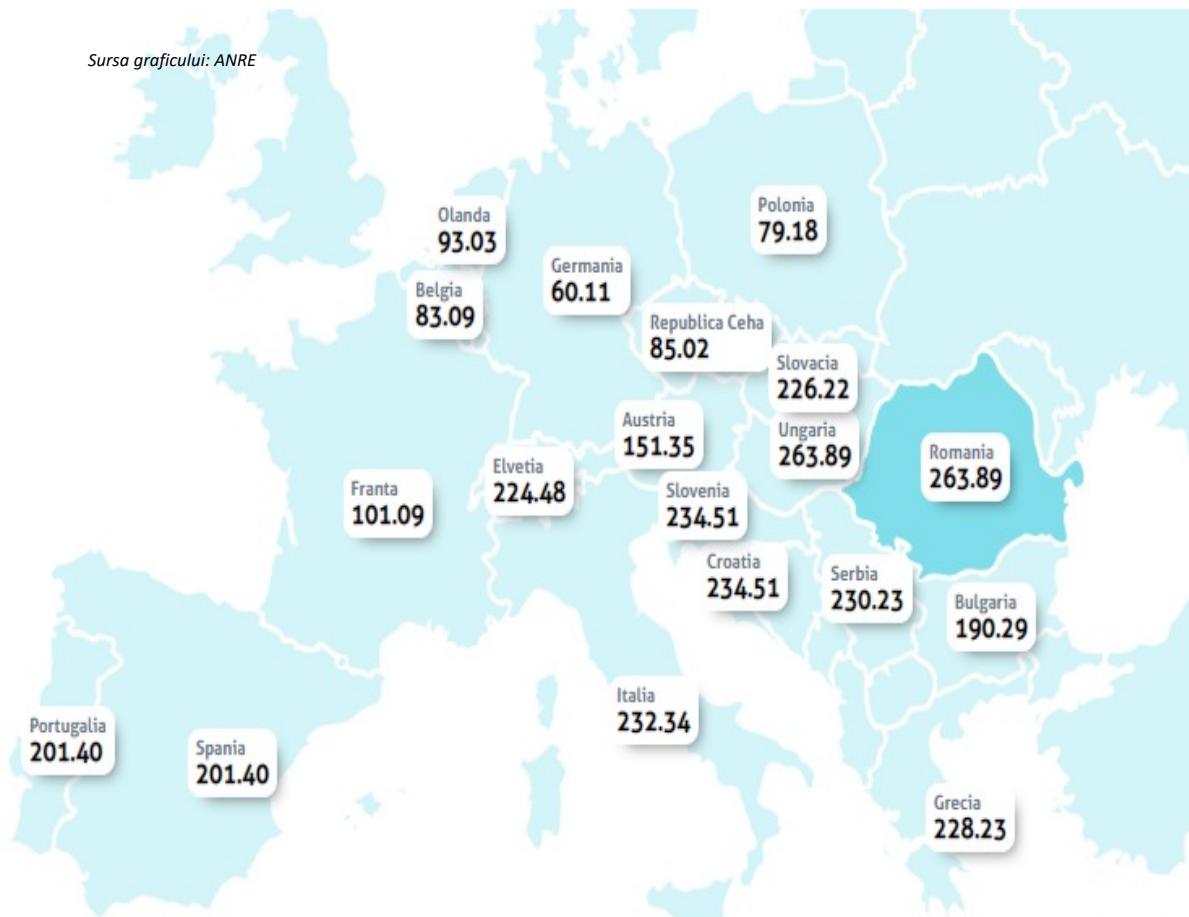 Sursa graficului: ANRE
Olanda
93.03
Polonia
79.18
Germania
60.11
Belgia
83.09
Republica Ceha
85.02
Slovacia
226.22
Austria
151.35
Ungaria
263.89
Romania
263.89
Elvetia
224.48
Franta
101.09
Slovenia
234.51
Croatia
234.51
Serbia
230.23
Bulgaria
190.29
Italia
232.34
Portugalia
201.40
Spania
201.40
Grecia
228.23